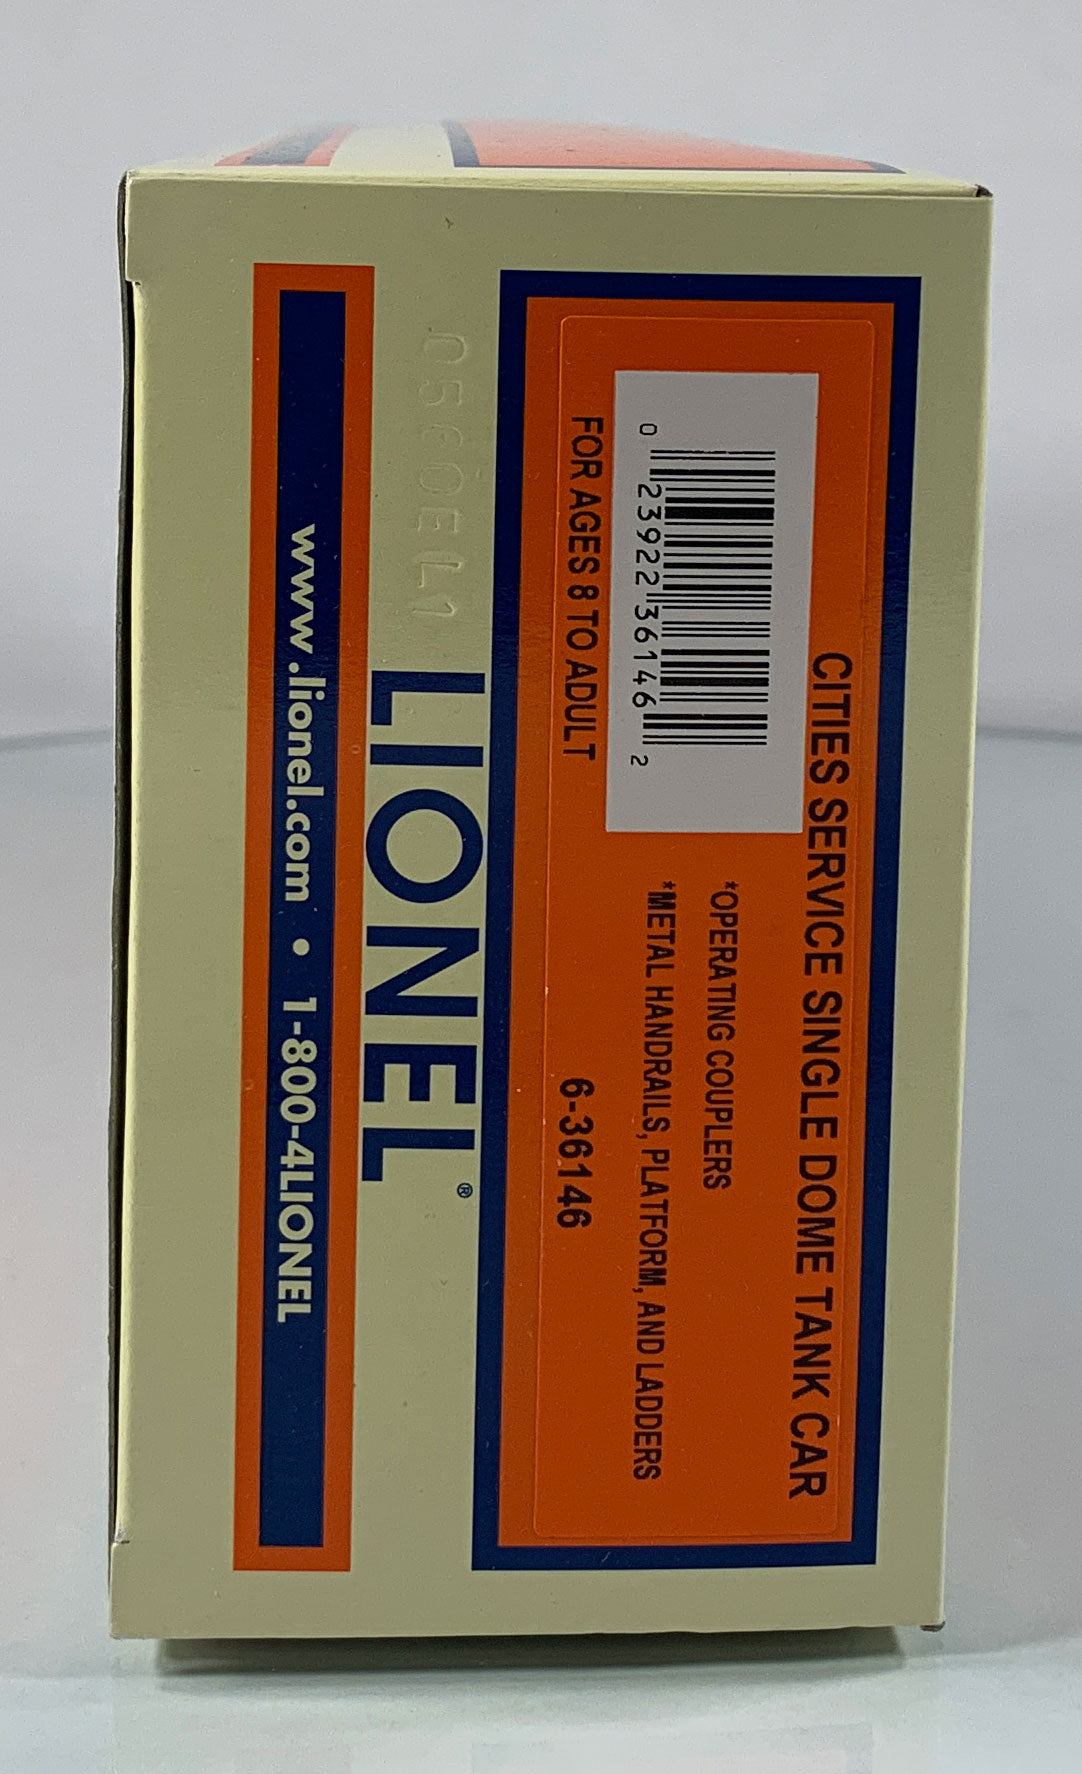 CITIES SERVICE SINGLE DOME TANK CAR
*OPERATING COUPLERS
*METAL HANDRAILS, PLATFORM, AND LADDERS
0 23922 36146 2
FOR AGES 8 TO ADULT
6-36146
LIONEL®
www.lionel.com • 1-800-4LIONEL